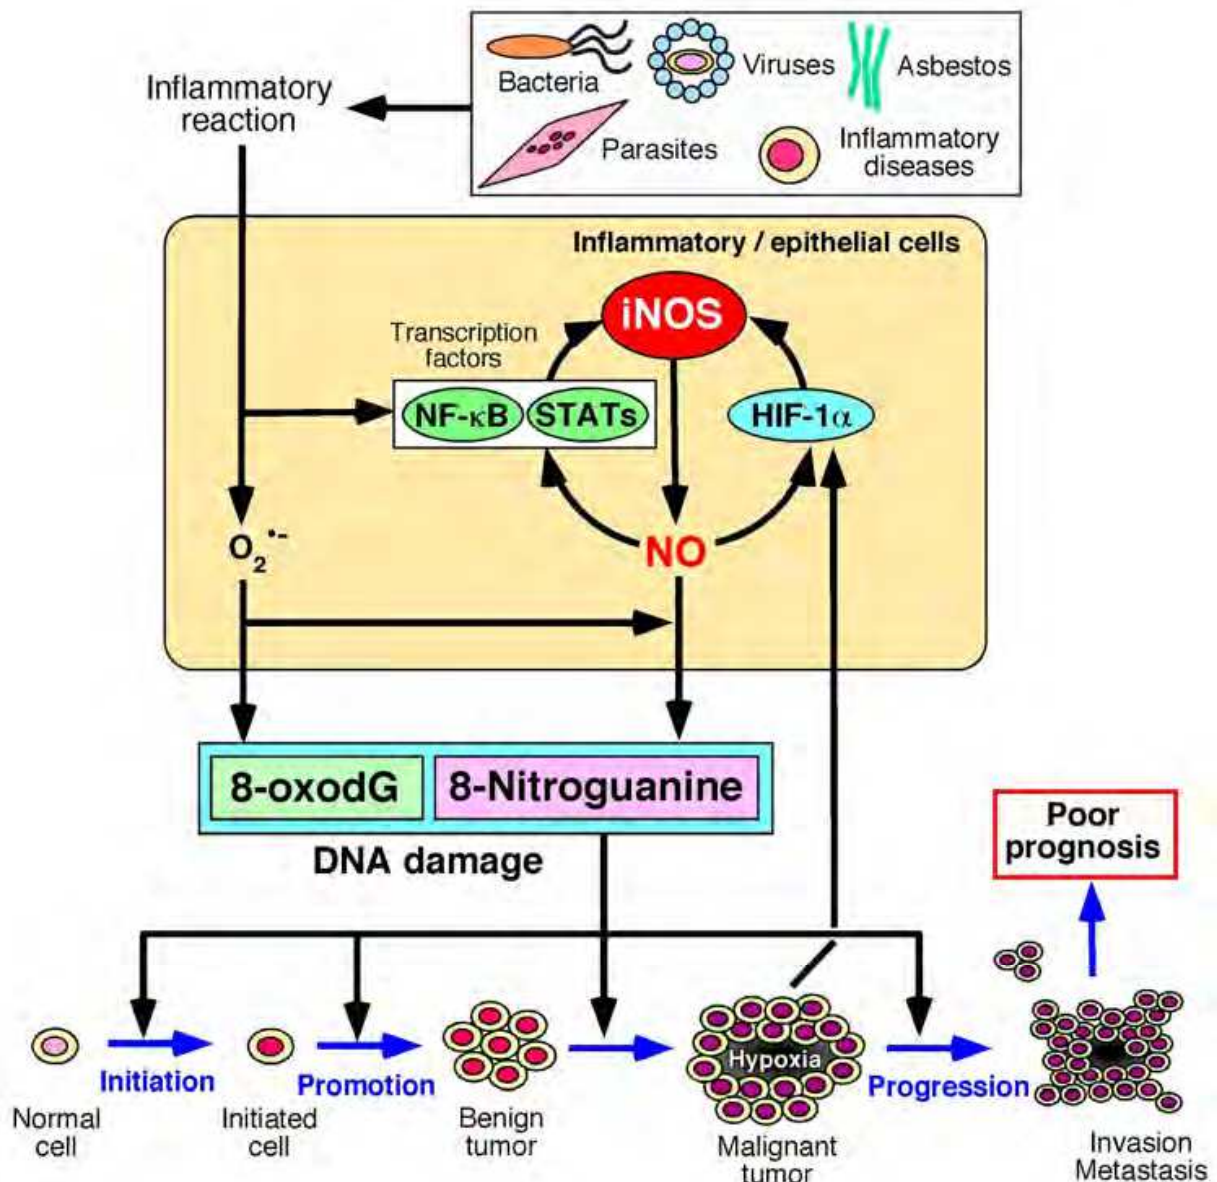 Bacteria
Viruses
Asbestos
Parasites
Inflammatory
diseases
Inflammatory
reaction
Inflammatory / epithelial cells
iNOS
Transcription
factors
NF-κB
STATs
HIF-1α
O₂•-
NO
8-oxodG
8-Nitroguanine
DNA damage
Poor
prognosis
Hypoxia
Initiation
Promotion
Progression
Normal
cell
Initiated
cell
Benign
tumor
Malignant
tumor
Invasion
Metastasis